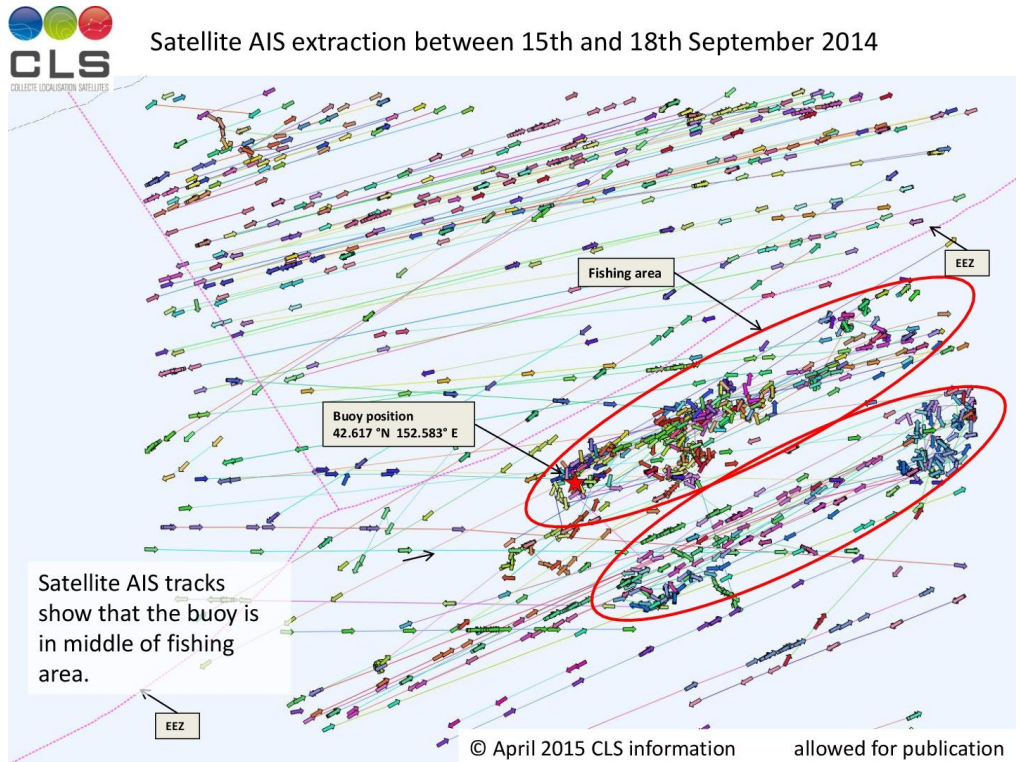 CLS
COLLECTE LOCALISATION SATELLITES
Satellite AIS extraction between 15th and 18th September 2014
EEZ
Fishing area
Buoy position
42.617 °N 152.583° E
Satellite AIS tracks
show that the buoy is
in middle of fishing
area.
EEZ
© April 2015 CLS information allowed for publication